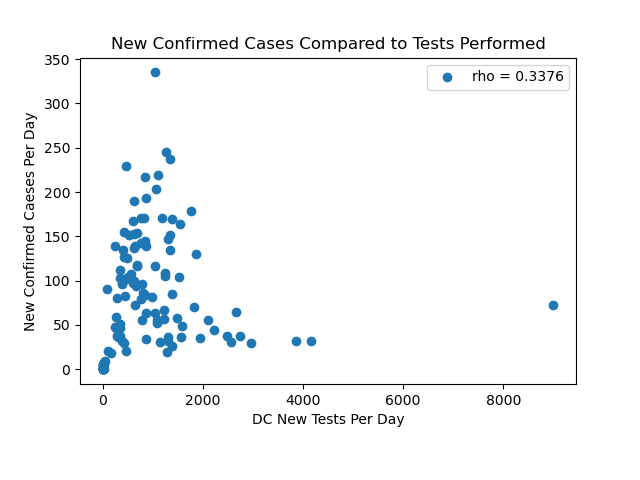 New Confirmed Cases Compared to Tests Performed
rho = 0.3376
350
300
250
200
150
100
50
0
New Confirmed Caeses Per Day
0 2000 4000 6000 8000
DC New Tests Per Day